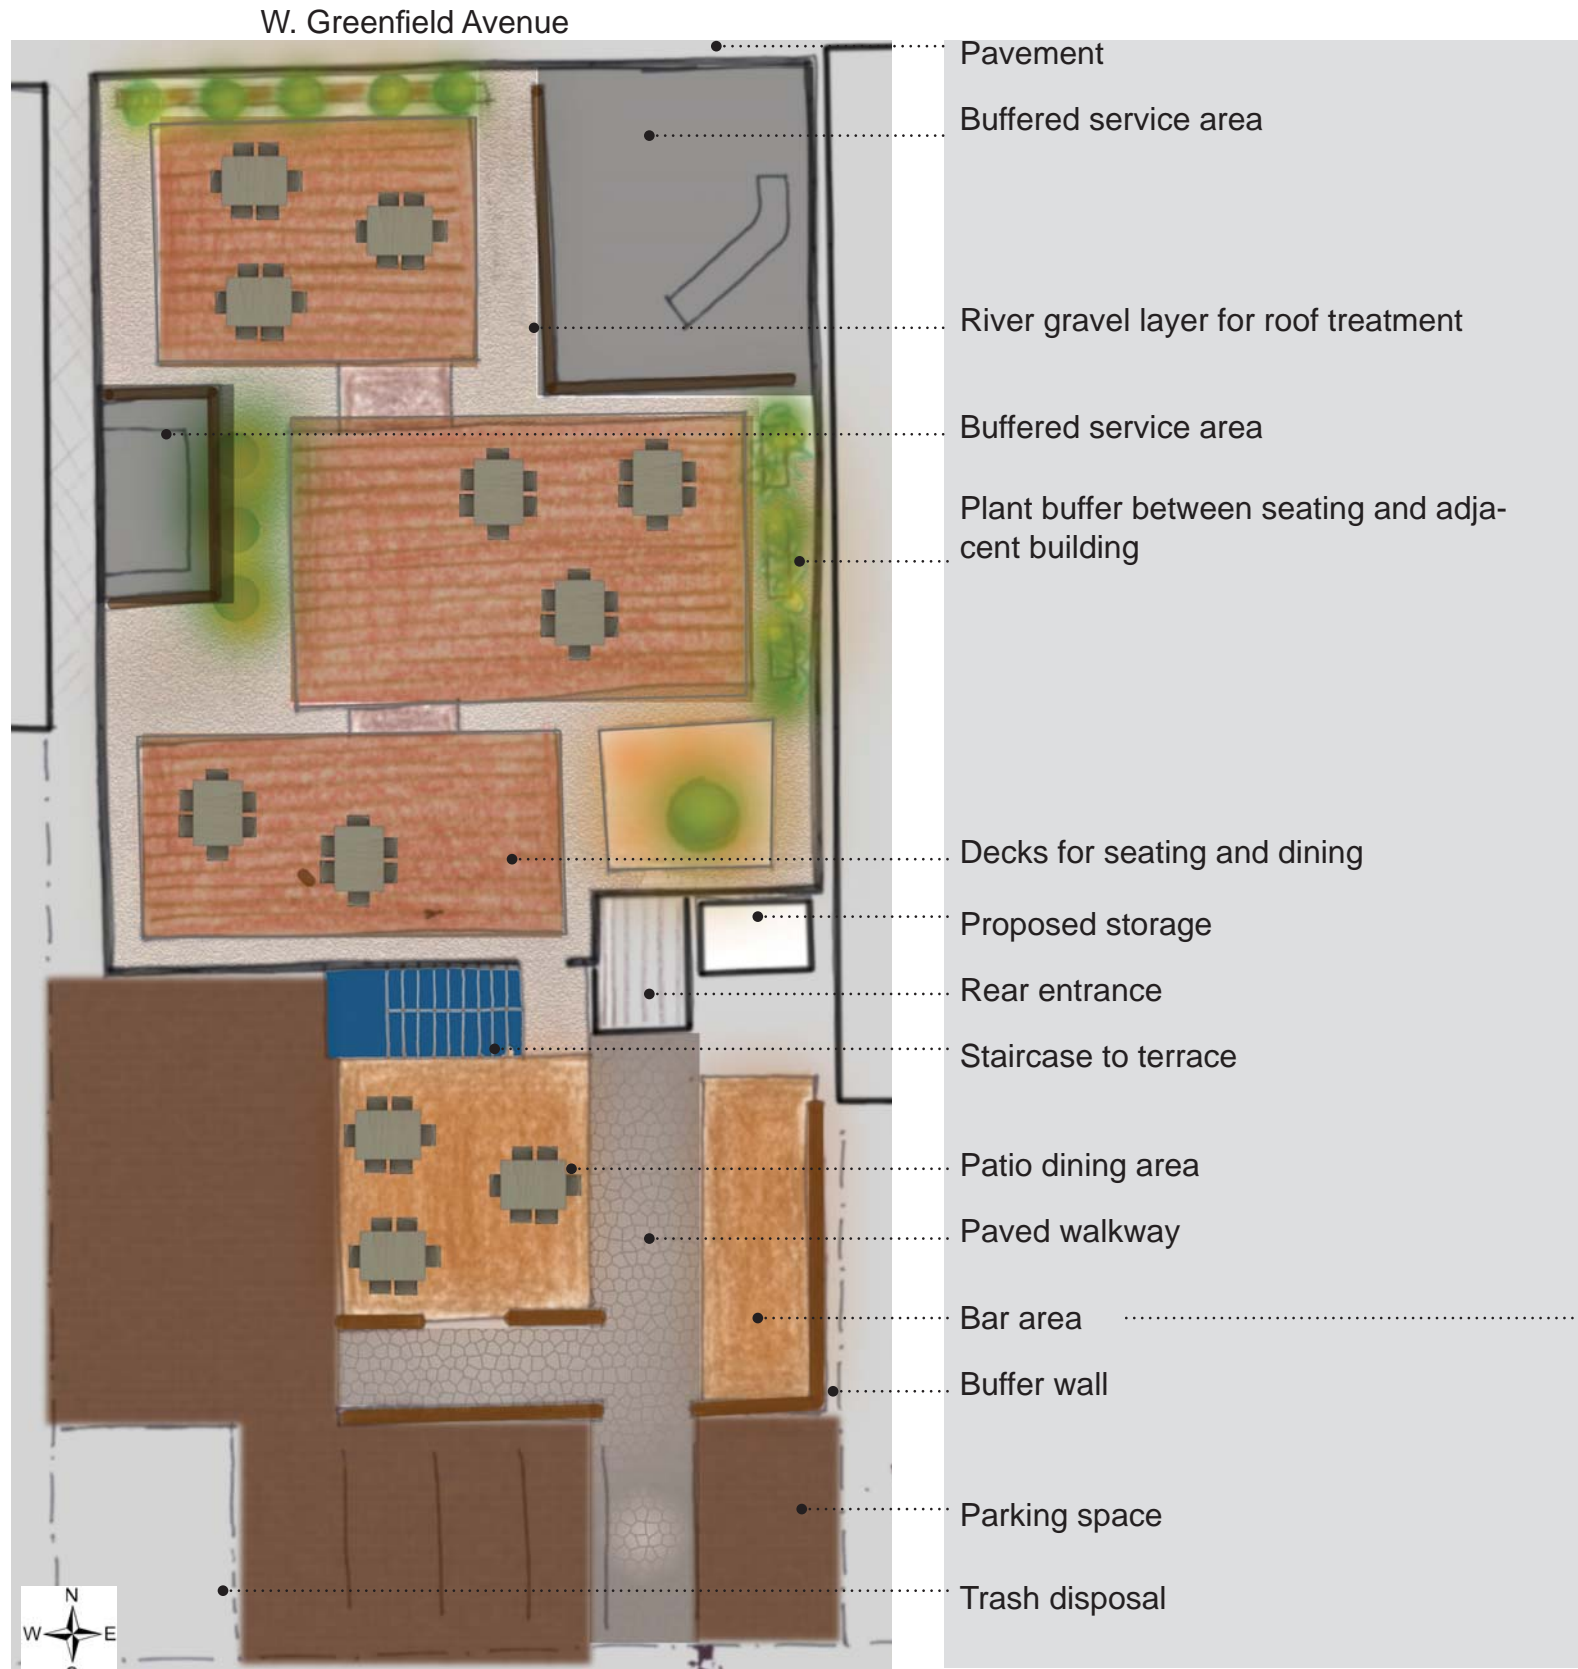 W. Greenfield Avenue
Pavement
Buffered service area
River gravel layer for roof treatment
Buffered service area
Plant buffer between seating and adja-
cent building
Decks for seating and dining
Proposed storage
Rear entrance
Staircase to terrace
Patio dining area
Paved walkway
Bar area
Buffer wall
Parking space
Trash disposal
N
W E